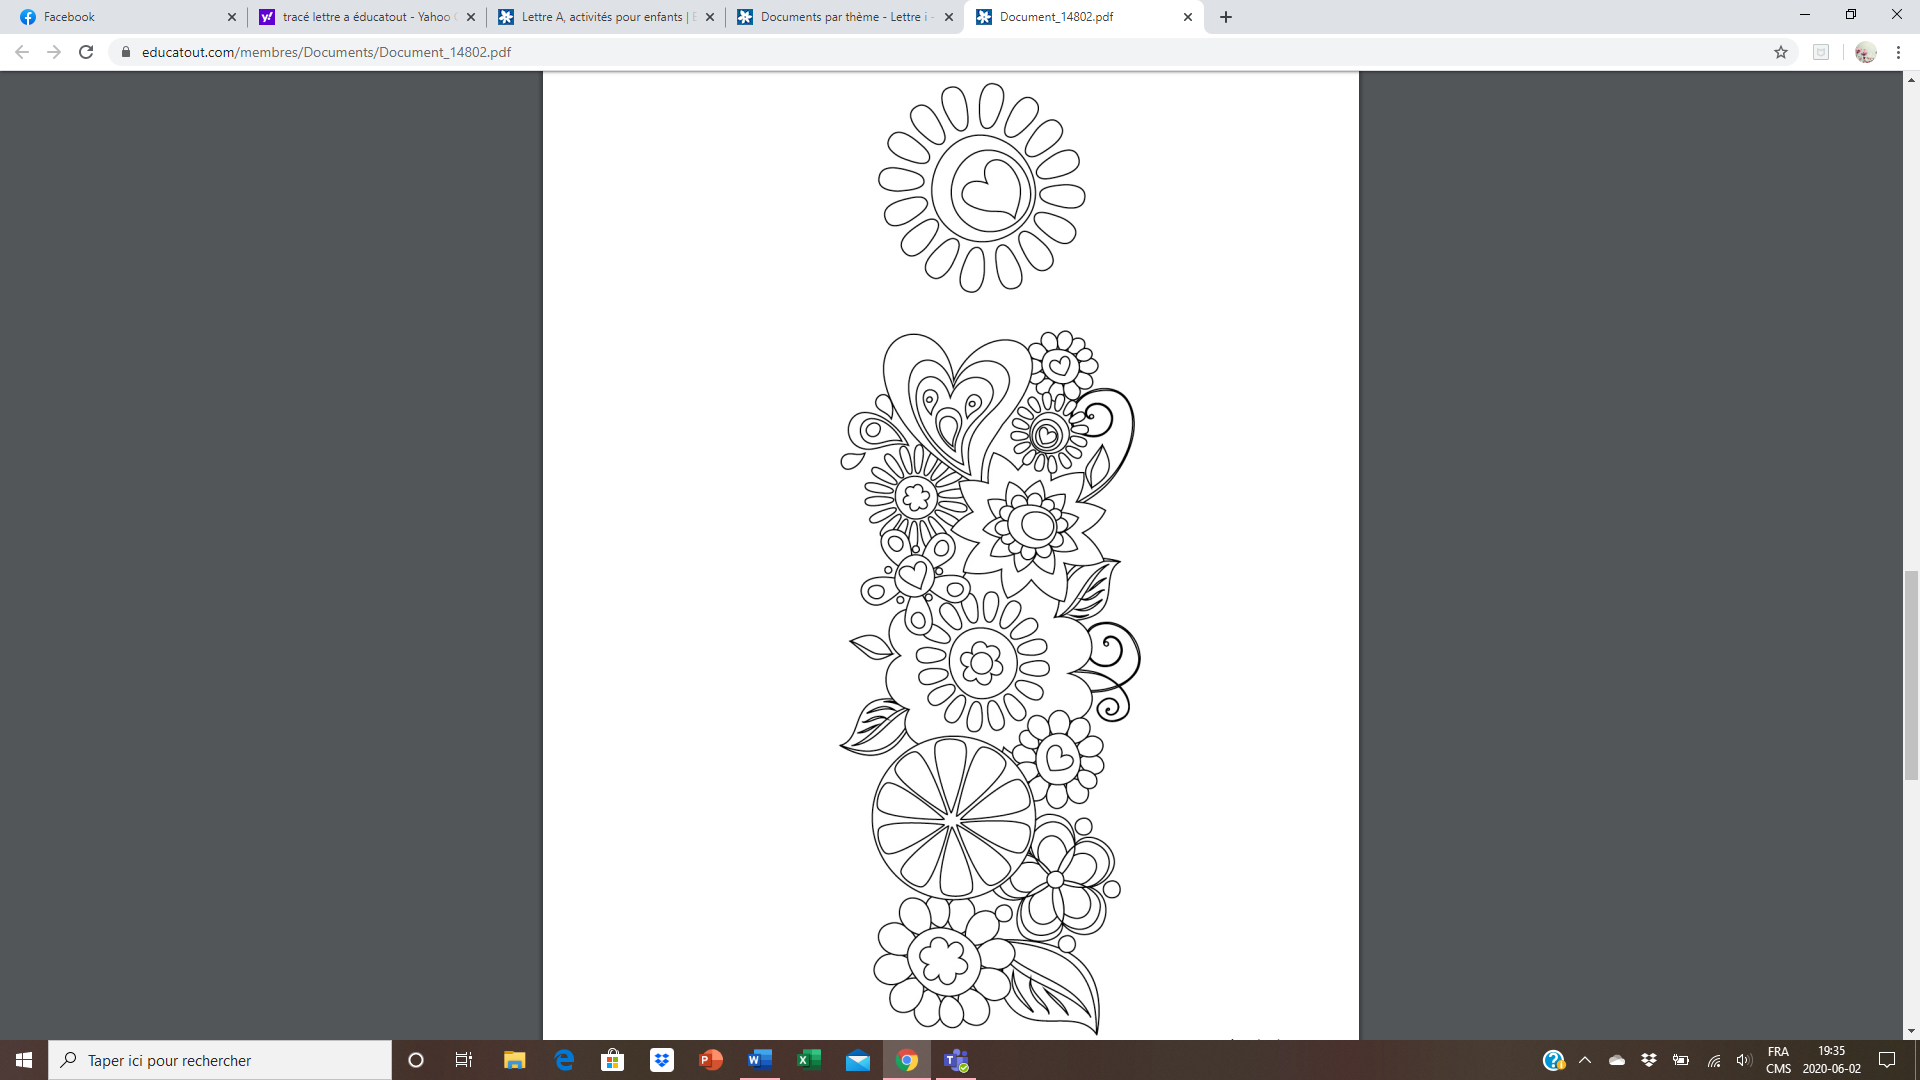 Facebook
tracé lettre a éducatout - Yahoo
Lettre A, activités pour enfants |
Documents par thème - Lettre i -
Document_14802.pdf
educatout.com/membres/Documents/Document_14802.pdf
Taper ici pour rechercher
FRA
CMS
19:35
2020-06-02